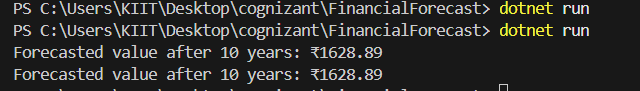 PS C:\Users\KIIT\Desktop\cognizant\FinancialForecast> dotnet run
PS C:\Users\KIIT\Desktop\cognizant\FinancialForecast> dotnet run
Forecasted value after 10 years: ₹1628.89
Forecasted value after 10 years: ₹1628.89